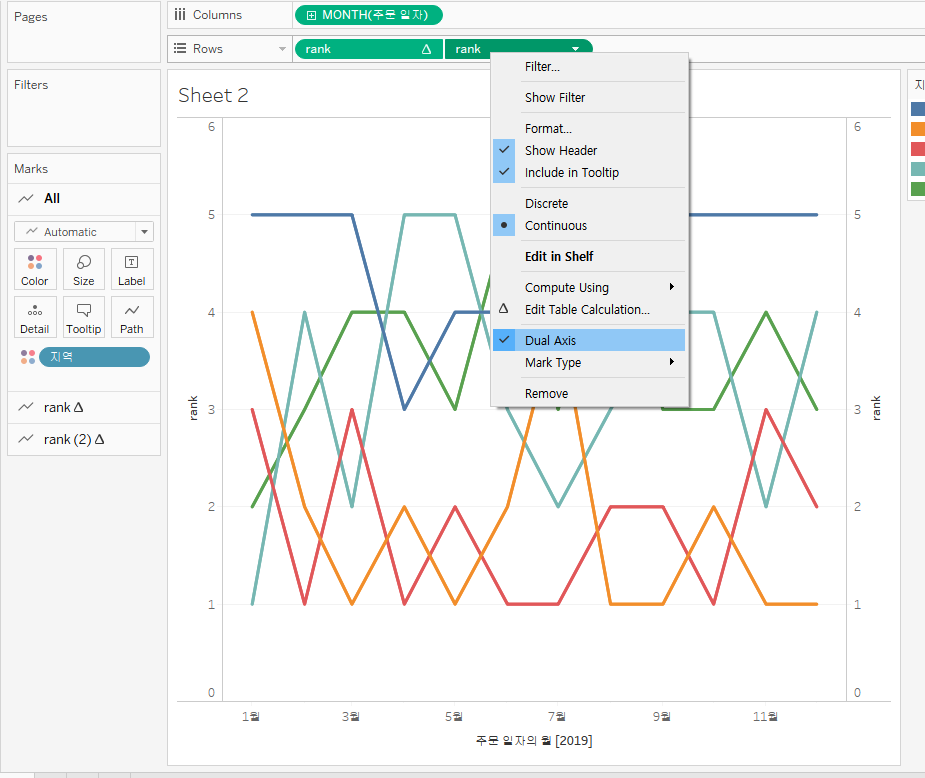 Pages
Columns
MONTH(주문 일자)
Rows
rank
rank
Filters
Marks
All
Automatic
Color
Size
Label
Detail
Tooltip
Path
지역
rank
rank (2)
Sheet 2
Filter...
Show Filter
Format...
Show Header
Include in Tooltip
Discrete
Continuous
Edit in Shelf
Compute Using
Edit Table Calculation...
Dual Axis
Mark Type
Remove
6
5
4
3
2
1
0
rank
6
5
4
3
2
1
0
rank
1월
3월
5월
7월
9월
11월
주문 일자의 월 [2019]